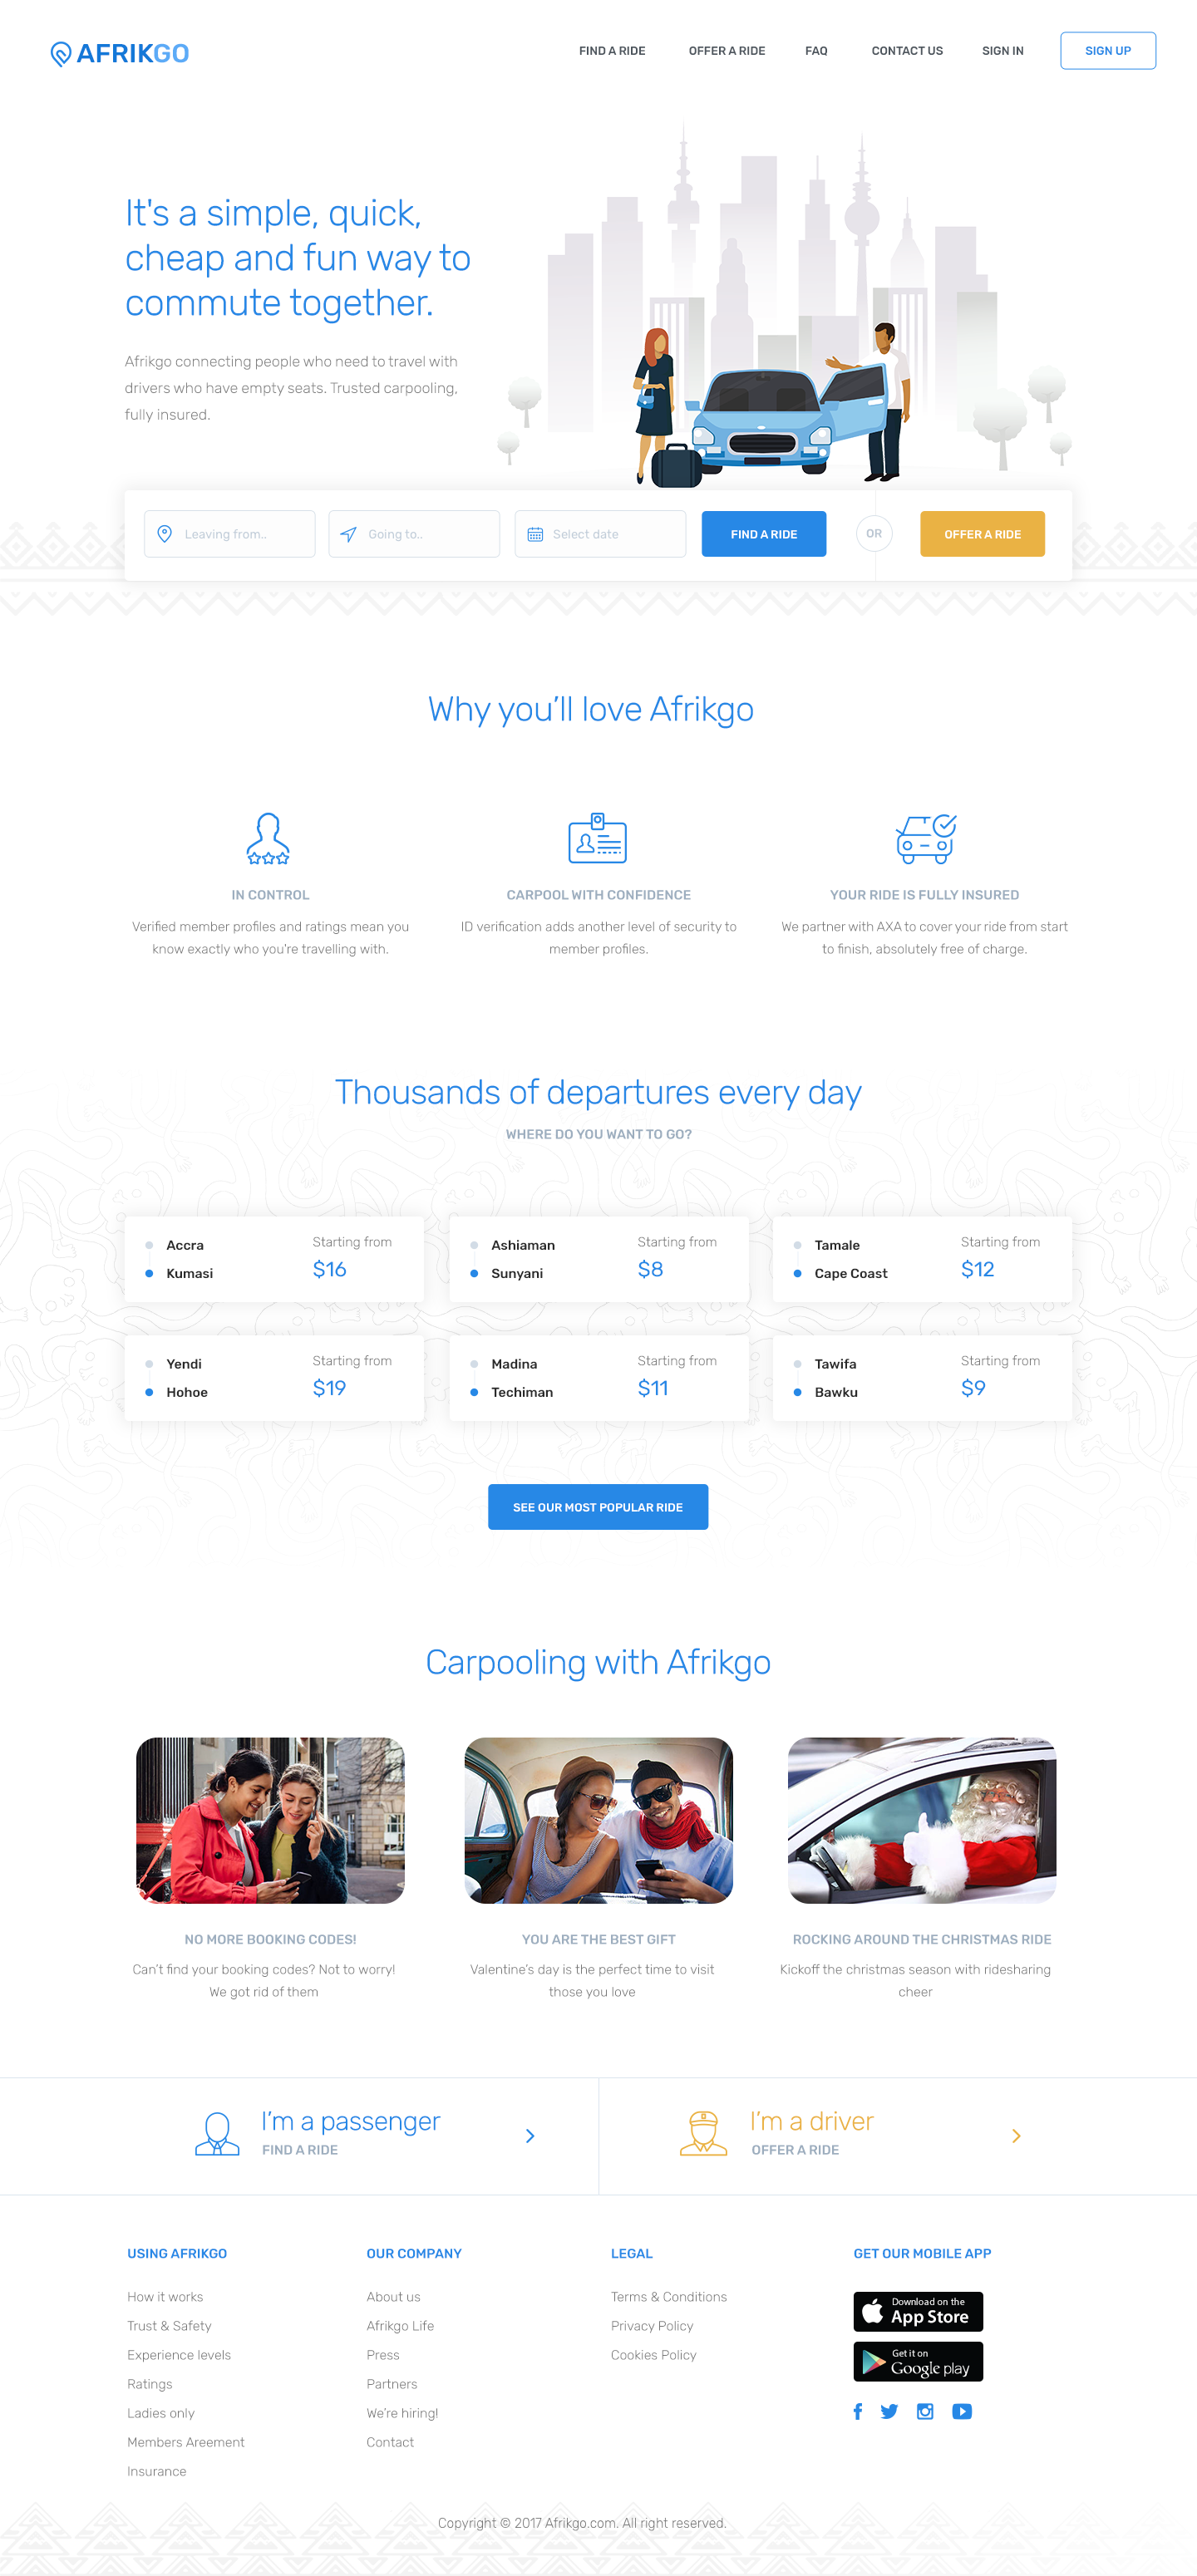 AFRIKGO
FIND A RIDE
OFFER A RIDE
FAQ
CONTACT US
SIGN IN
SIGN UP
It's a simple, quick,
cheap and fun way to
commute together.
Afrikgo connecting people who need to travel with
drivers who have empty seats. Trusted carpooling,
fully insured.
Leaving from..
Going to..
Select date
FIND A RIDE
OR
OFFER A RIDE
Why you’ll love Afrikgo
IN CONTROL
Verified member profiles and ratings mean you
know exactly who you're travelling with.
CARPOOL WITH CONFIDENCE
ID verification adds another level of security to
member profiles.
YOUR RIDE IS FULLY INSURED
We partner with AXA to cover your ride from start
to finish, absolutely free of charge.
Thousands of departures every day
WHERE DO YOU WANT TO GO?
Accra
Kumasi
Starting from
$16
Ashiaman
Sunyani
Starting from
$8
Tamale
Cape Coast
Starting from
$12
Yendi
Hohoe
Starting from
$19
Madina
Techiman
Starting from
$11
Tawifa
Bawku
Starting from
$9
SEE OUR MOST POPULAR RIDE
Carpooling with Afrikgo
NO MORE BOOKING CODES!
Can’t find your booking codes? Not to worry!
We got rid of them
YOU ARE THE BEST GIFT
Valentine’s day is the perfect time to visit
those you love
ROCKING AROUND THE CHRISTMAS RIDE
Kickoff the christmas season with ridesharing
cheer
I’m a passenger
FIND A RIDE
I’m a driver
OFFER A RIDE
USING AFRIKGO
How it works
Trust & Safety
Experience levels
Ratings
Ladies only
Members Areement
Insurance
OUR COMPANY
About us
Afrikgo Life
Press
Partners
We’re hiring!
Contact
LEGAL
Terms & Conditions
Privacy Policy
Cookies Policy
GET OUR MOBILE APP
Download on the
App Store
Get it on
Google play
Copyright © 2017 Afrikgo.com. All right reserved.